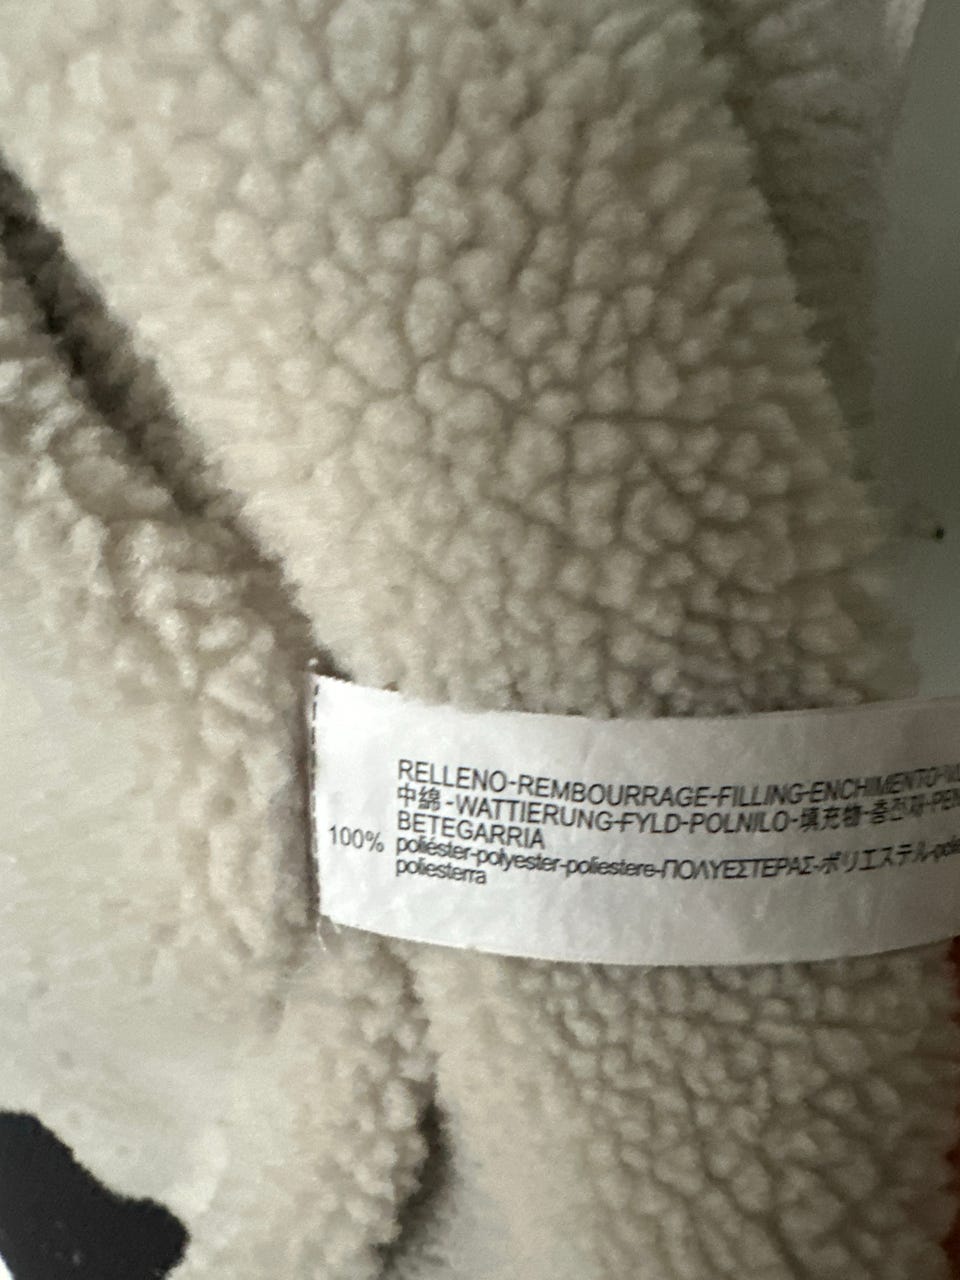 RELLENO-REMBOURRAGE-FILLING-ENCHIMENTO-
中綿-WATTIERUNG-FYLD-POLNILO-填充物-충전재-
BETEGARRIA
100% poliéster-polyester-poliestere-ΠΟΛΥΕΣΤΕΡΑΣ-ポリエステル-
poliesterra